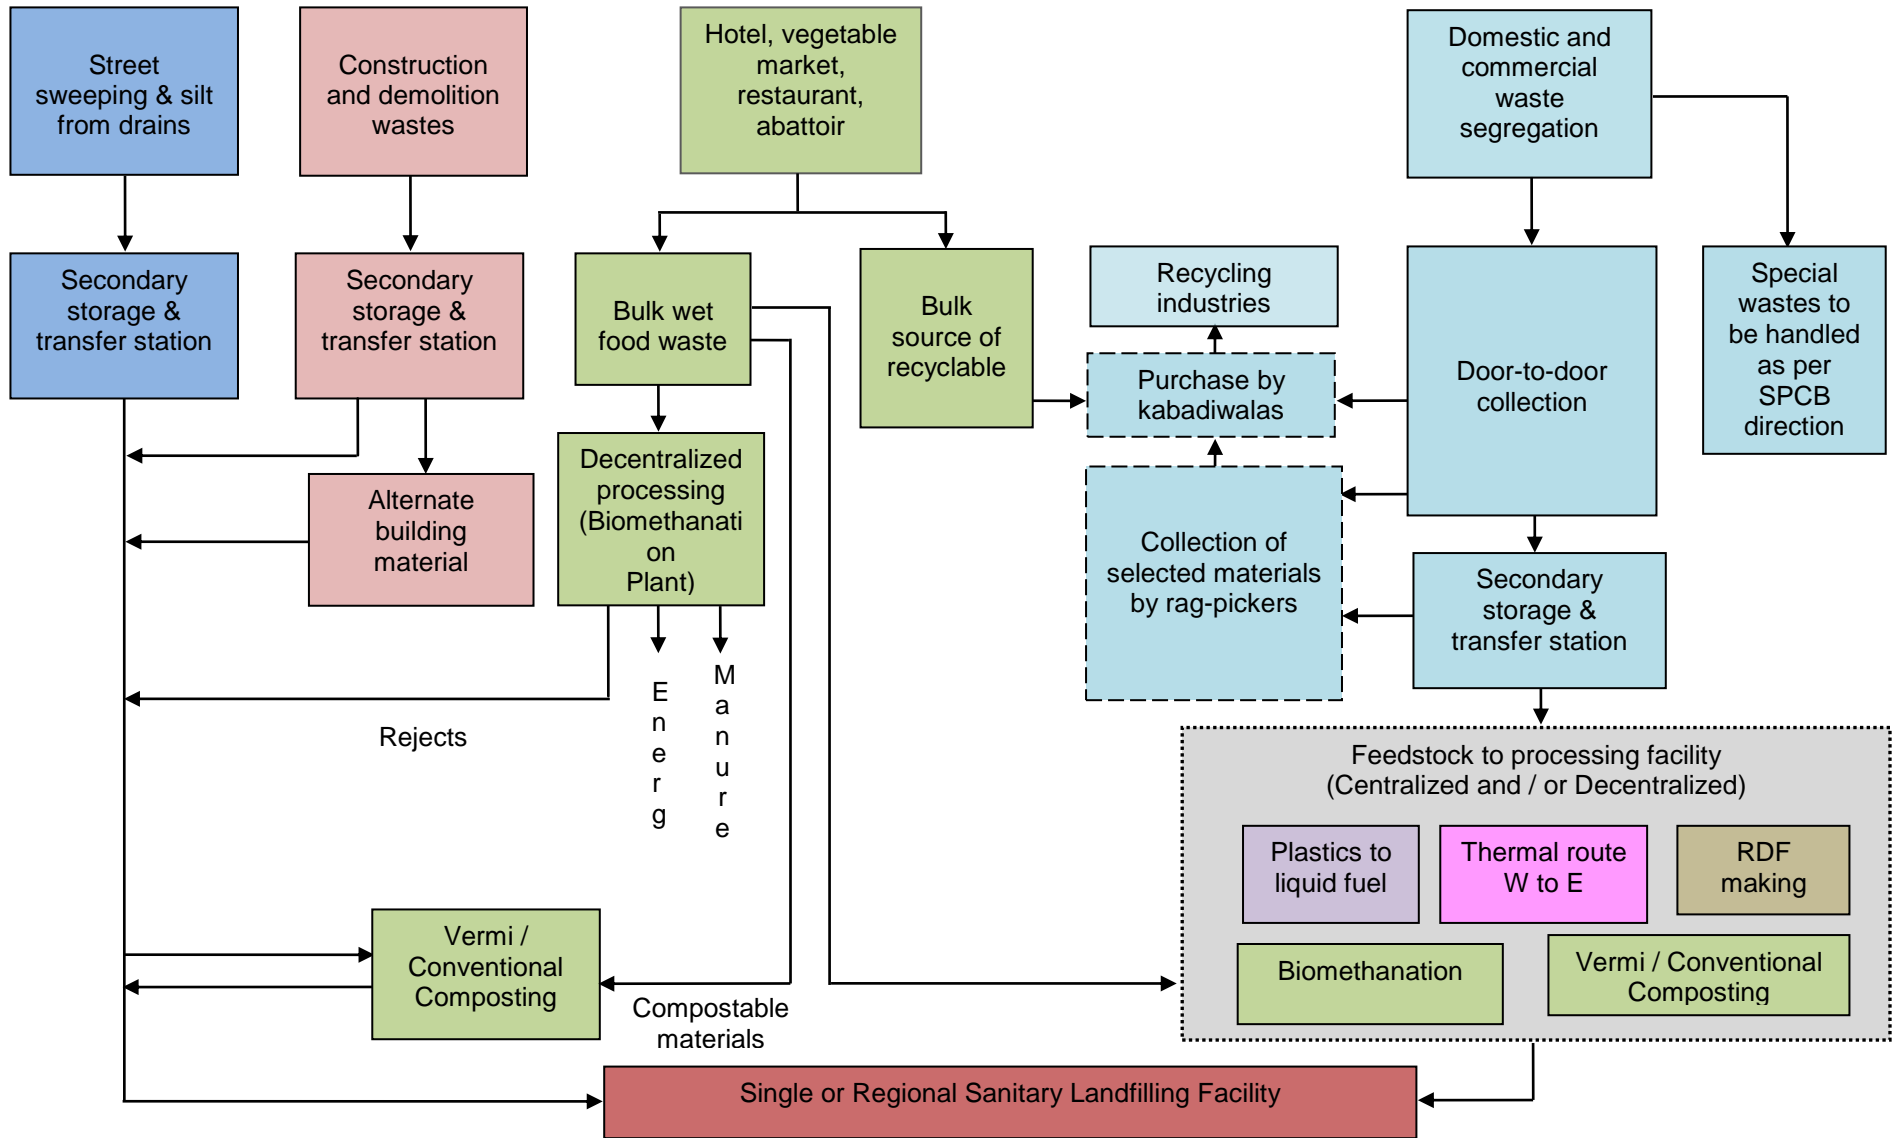 Street
sweeping & silt
from drains
Construction
and demolition
wastes
Hotel, vegetable
market,
restaurant,
abattoir
Domestic and
commercial
waste
segregation
Secondary
storage &
transfer station
Secondary
storage &
transfer station
Bulk wet
food waste
Bulk
source of
recyclable
Recycling
industries
Purchase by
kabadiwalas
Door-to-door
collection
Special
wastes to
be handled
as per
SPCB
direction
Alternate
building
material
Decentralized
processing
(Biomethanati
on
Plant)
Collection of
selected materials
by rag-pickers
Secondary
storage &
transfer station
Rejects
Energ
Manure
Feedstock to processing facility
(Centralized and / or Decentralized)
Plastics to
liquid fuel
Thermal route
W to E
RDF
making
Biomethanation
Vermi / Conventional
Composting
Vermi /
Conventional
Composting
Compostable
materials
Single or Regional Sanitary Landfilling Facility